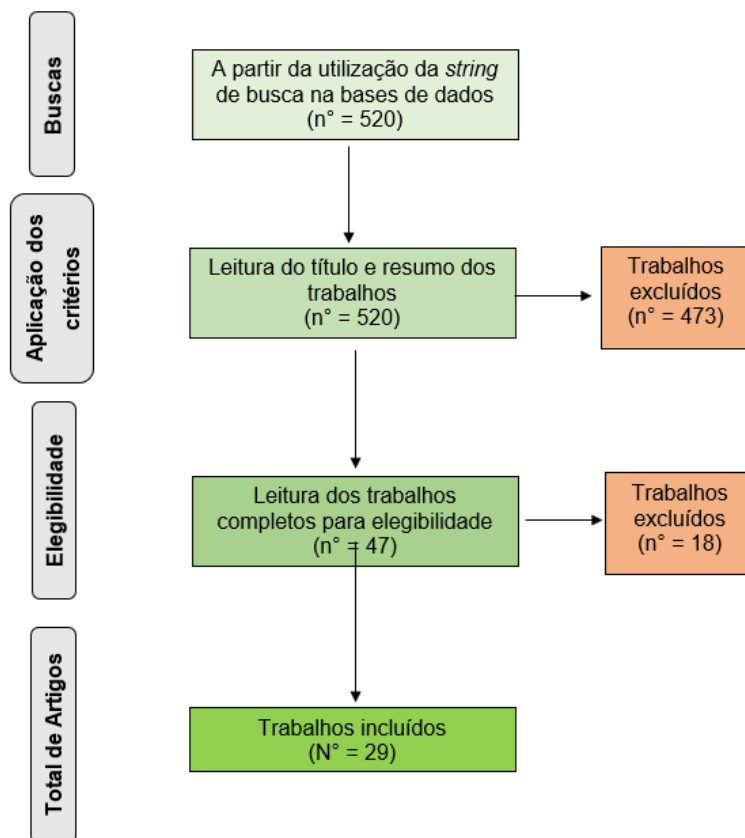 Buscas
A partir da utilização da string
de busca na bases de dados
(n° = 520)
Aplicação dos
critérios
Leitura do título e resumo dos
trabalhos
(n° = 520)
Trabalhos
excluídos
(n° = 473)
Elegibilidade
Leitura dos trabalhos
completos para elegibilidade
(n° = 47)
Trabalhos
excluídos
(n° = 18)
Total de Artigos
Trabalhos incluídos
(N° = 29)